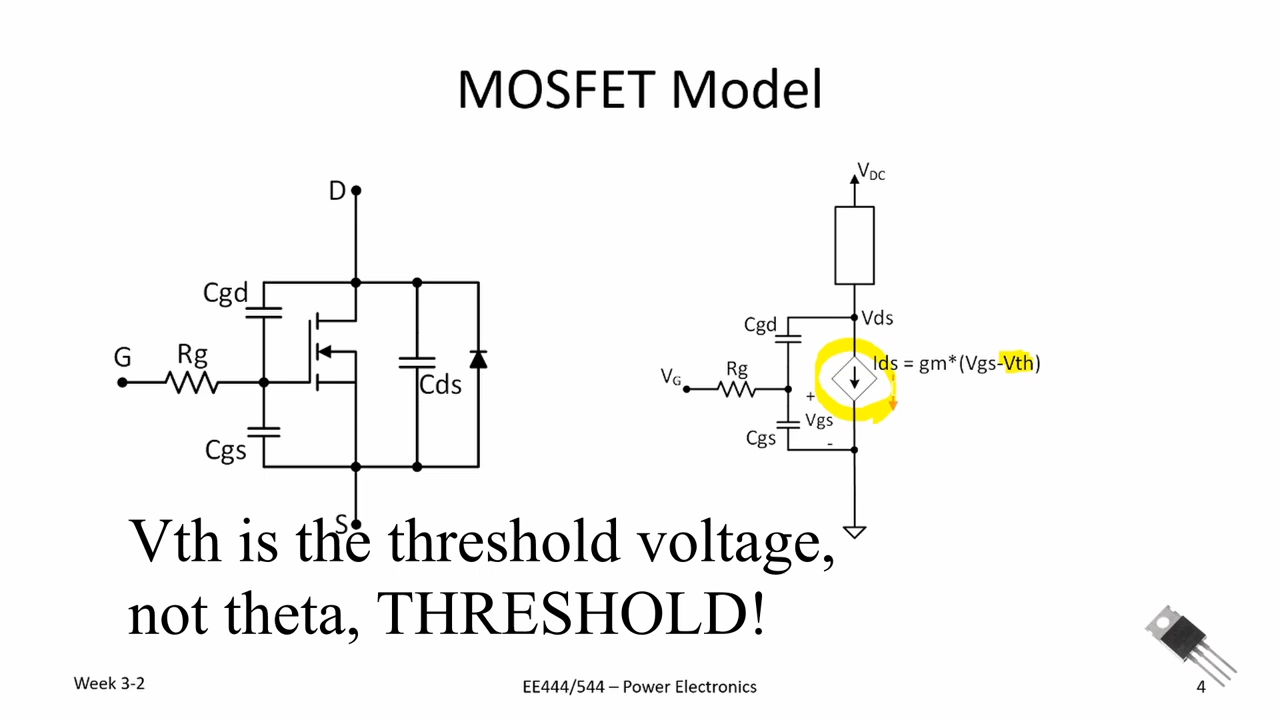 MOSFET Model
D
Cgd
G
Rg
Cds
Cgs
S
VDC
Vds
Cgd
Ids = gm*(Vgs-Vth)
Rg
VG
+
Vgs
Cgs
-
Vth is the threshold voltage,
not theta, THRESHOLD!
Week 3-2
EE444/544 – Power Electronics
4